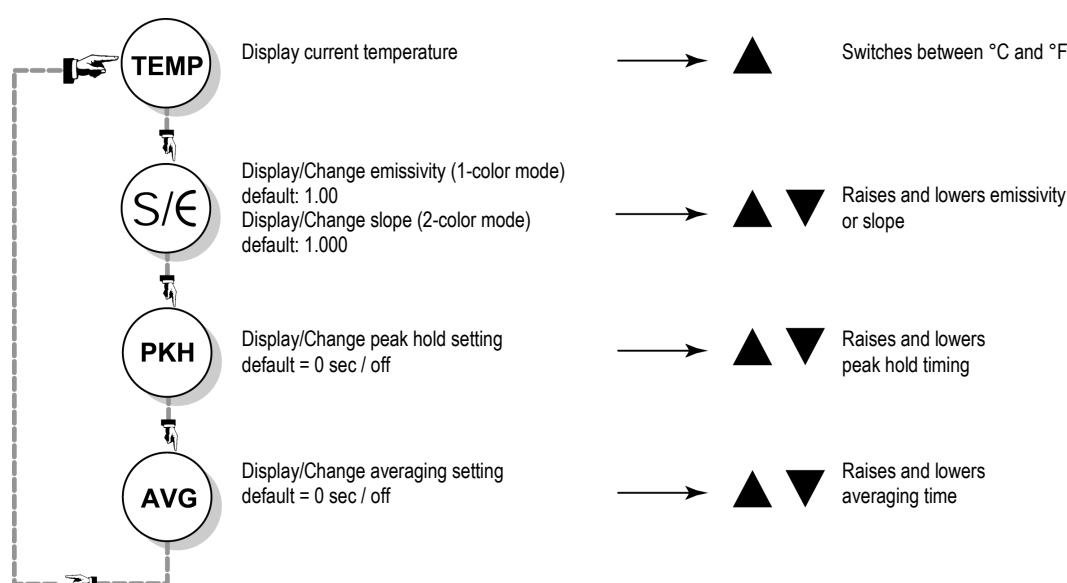 TEMP
Display current temperature
Switches between °C and °F
S/Є
Display/Change emissivity (1-color mode)
default: 1.00
Display/Change slope (2-color mode)
default: 1.000
Raises and lowers emissivity
or slope
PKH
Display/Change peak hold setting
default = 0 sec / off
Raises and lowers
peak hold timing
AVG
Display/Change averaging setting
default = 0 sec / off
Raises and lowers
averaging time